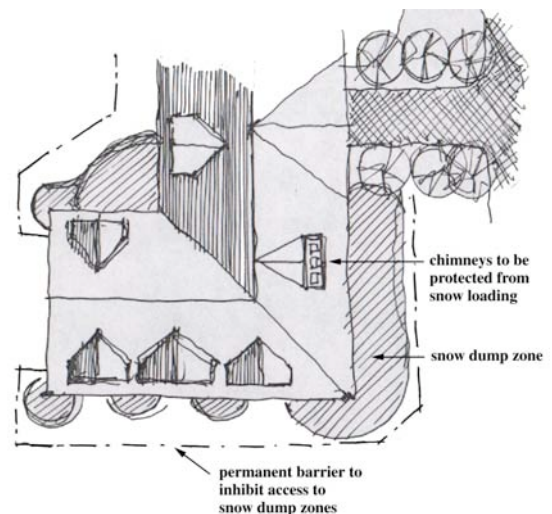 chimneys to be
protected from
snow loading
snow dump zone
permanent barrier to
inhibit access to
snow dump zones